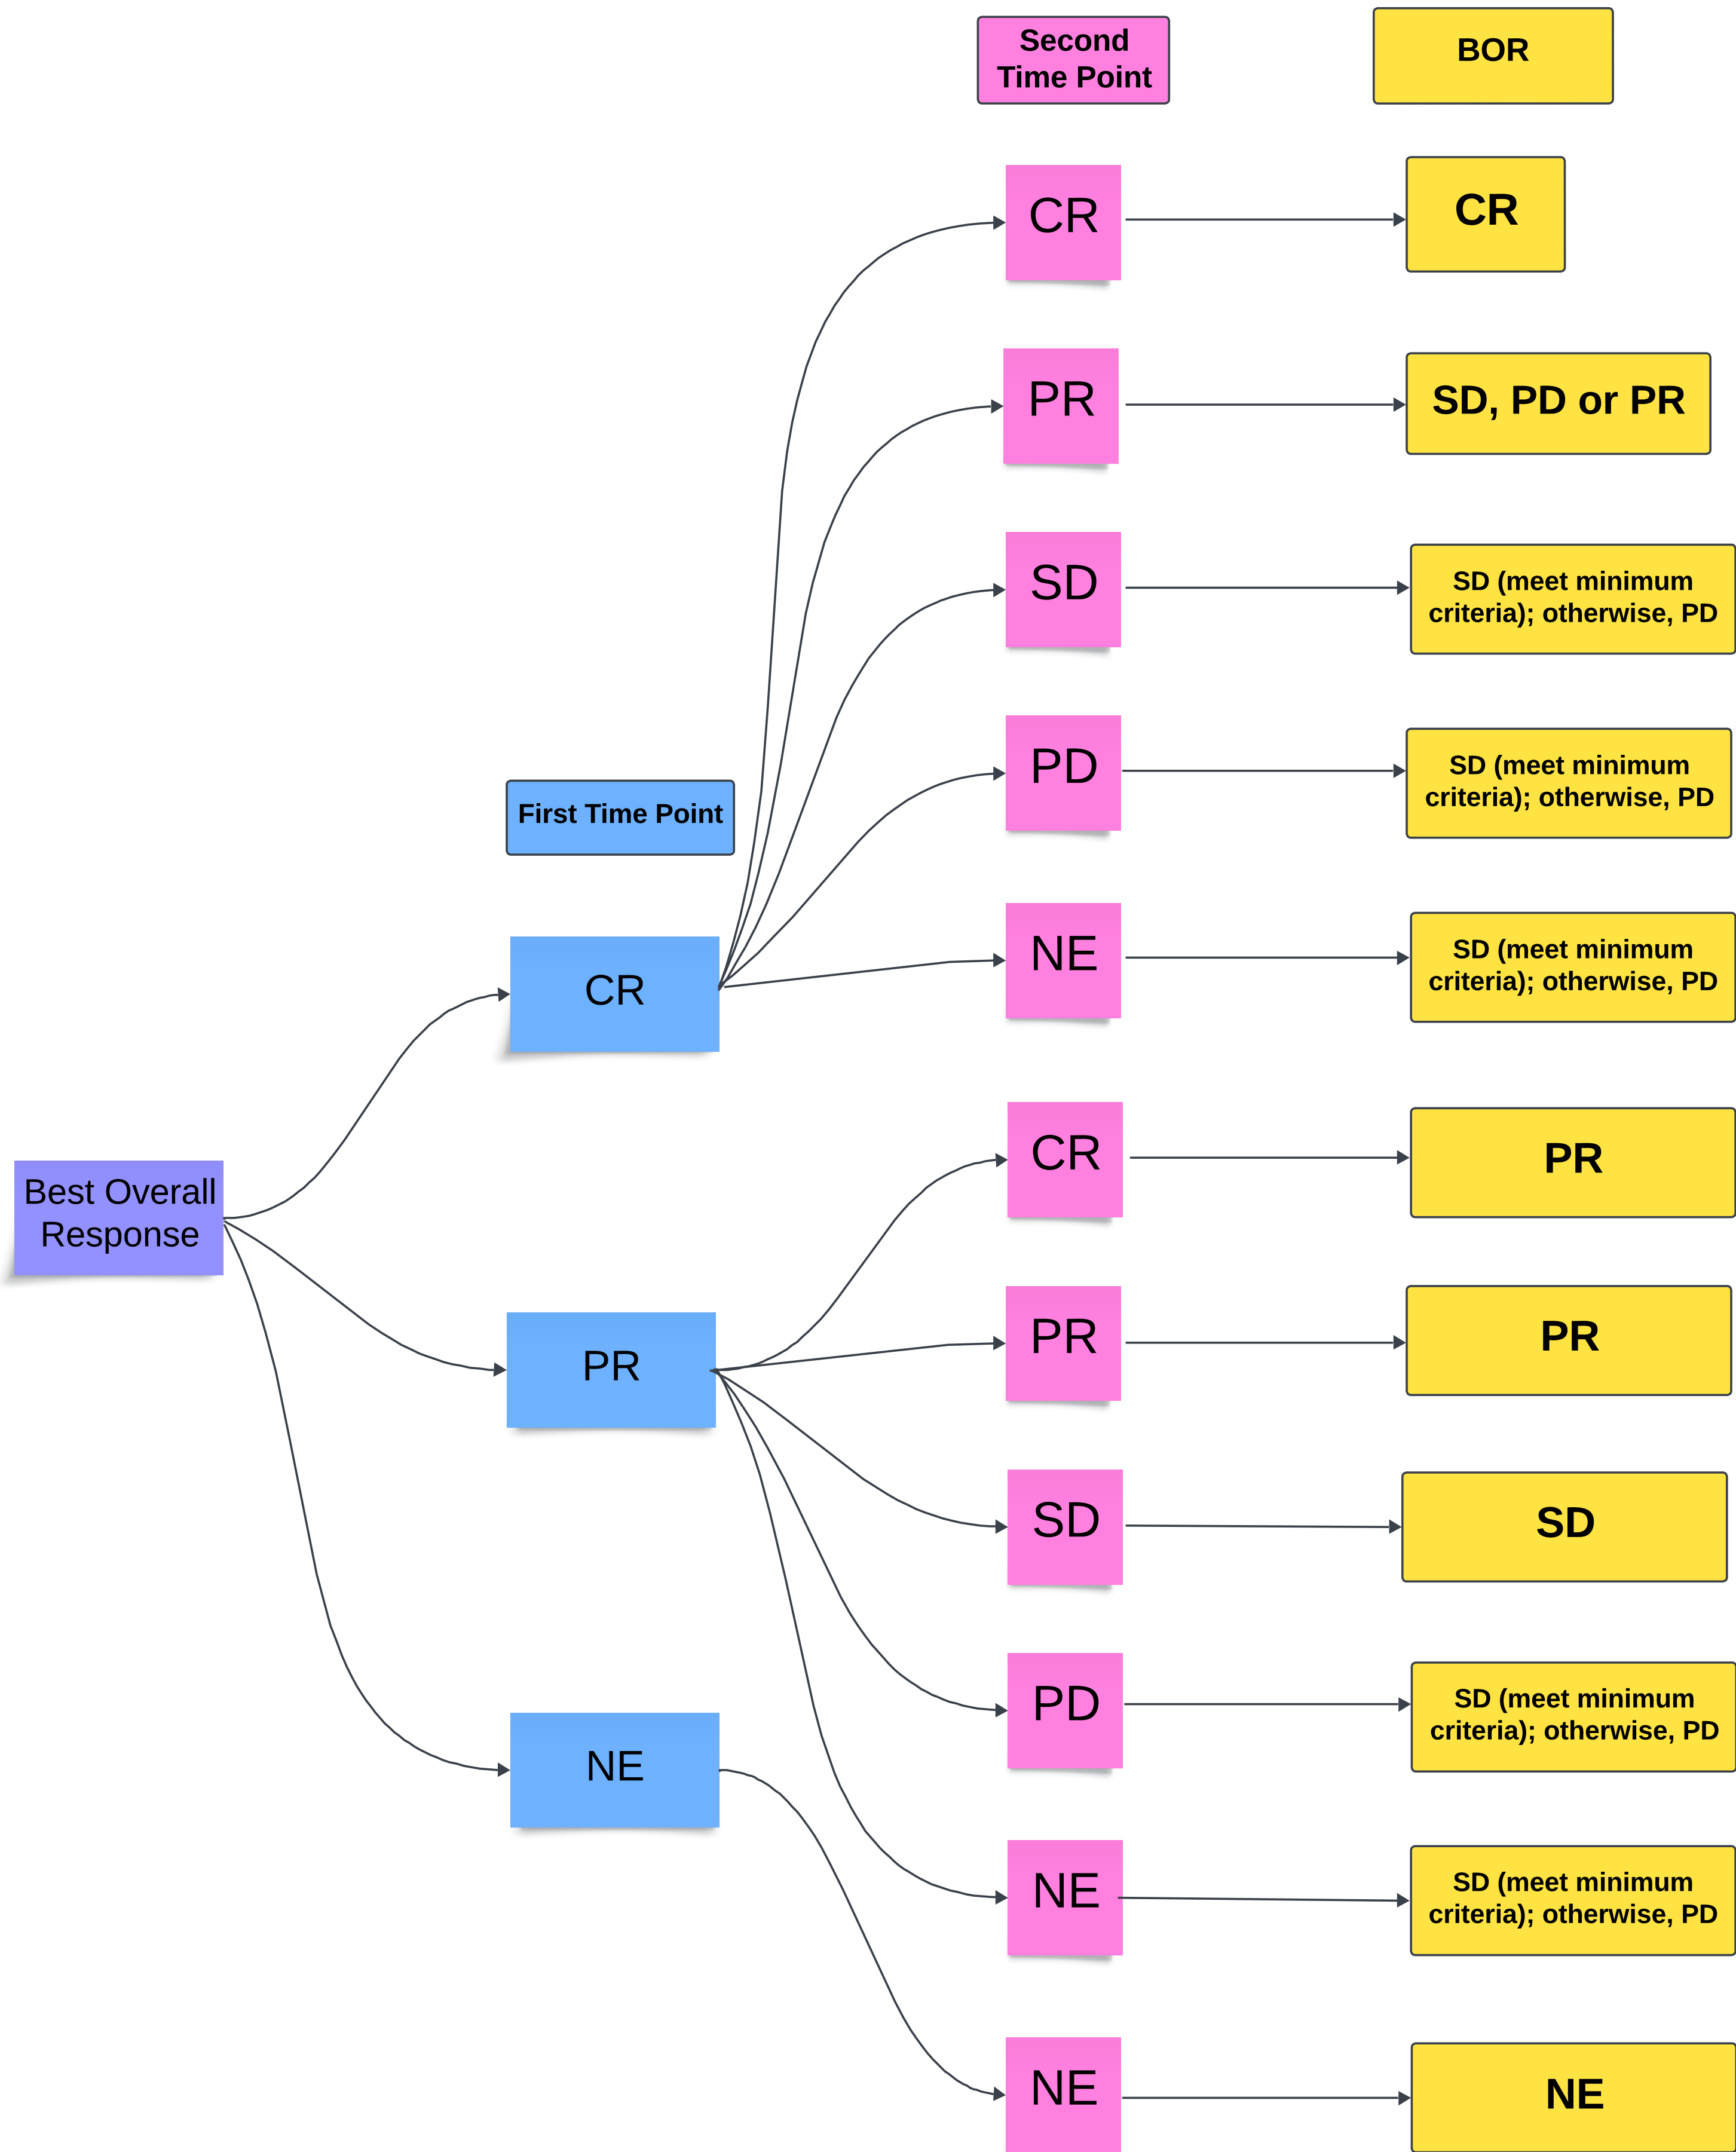 Second
Time Point
BOR
CR
CR
PR
SD, PD or PR
SD
SD (meet minimum
criteria); otherwise, PD
PD
SD (meet minimum
criteria); otherwise, PD
First Time Point
NE
SD (meet minimum
criteria); otherwise, PD
CR
CR
PR
Best Overall
Response
PR
PR
PR
SD
SD
PD
SD (meet minimum
criteria); otherwise, PD
NE
NE
SD (meet minimum
criteria); otherwise, PD
NE
NE